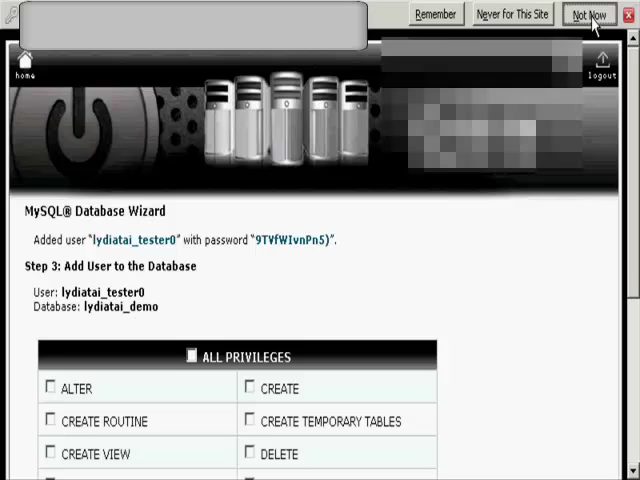 Remember Never for This Site Not Now
home
logout
MySQL® Database Wizard
Added user "lydiatai_tester0" with password "9TVfWIvnPn5)".
Step 3: Add User to the Database
User: lydiatai_tester0
Database: lydiatai_demo
ALL PRIVILEGES
ALTER CREATE
CREATE ROUTINE CREATE TEMPORARY TABLES
CREATE VIEW DELETE